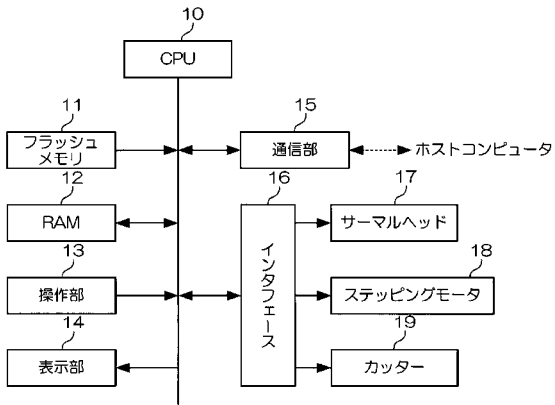 10
CPU
11
フラッシュ
メモリ
15
通信部
ホストコンピュータ
12
RAM
16
インタフェース
17
サーマルヘッド
13
操作部
18
ステッピングモータ
14
表示部
19
カッター